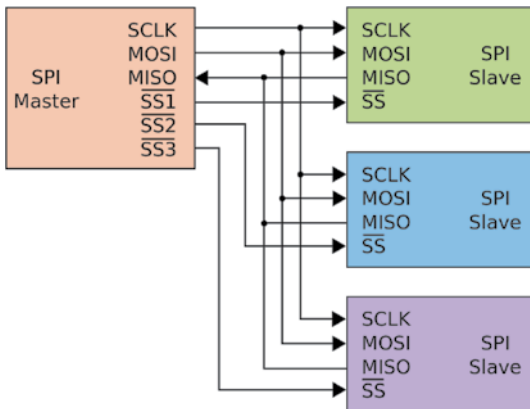 SPI
Master
SCLK
MOSI
MISO
SS1
SS2
SS3
SCLK
MOSI
MISO
SS
SPI
Slave
SCLK
MOSI
MISO
SS
SPI
Slave
SCLK
MOSI
MISO
SS
SPI
Slave